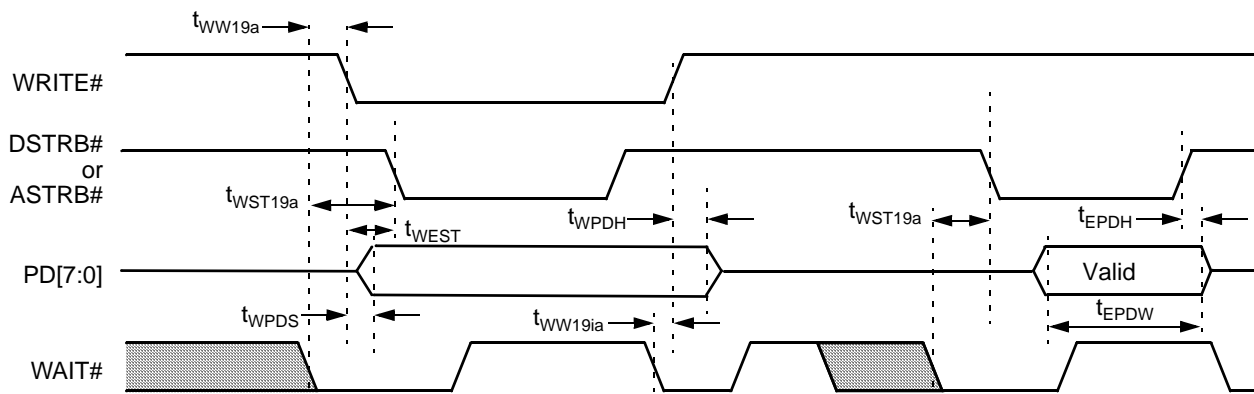 tWW19a
WRITE#
DSTRB#
or
ASTRB#
tWST19a
tWEST
tWPDH
tWST19a
tEPDH
PD[7:0]
Valid
tWPDS
tWW19ia
tEPDW
WAIT#